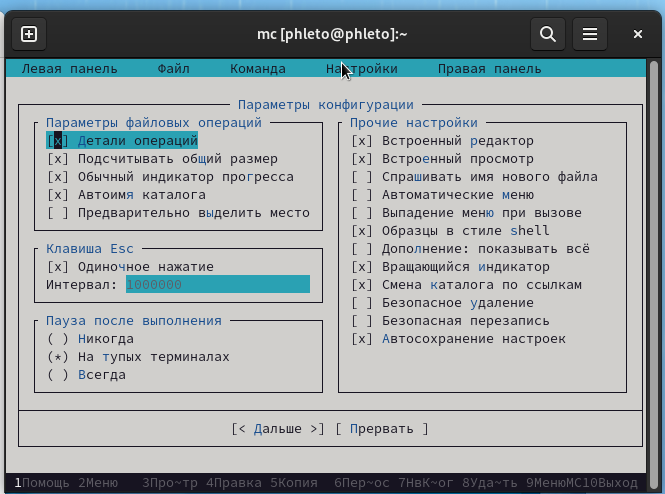 mc [phleto@phleto]:~
Левая панель Файл Команда Настройки Правая панель
Параметры конфигурации
Параметры файловых операций
[x] Детали операций
[x] Подсчитывать общий размер
[x] Обычный индикатор прогресса
[x] Автоимя каталога
[ ] Предварительно выделить место
Клавиша Esc
[x] Одиночное нажатие
Интервал: 1000000
Пауза после выполнения
( ) Никогда
(*) На тупых терминалах
( ) Всегда
Прочие настройки
[x] Встроенный редактор
[x] Встроенный просмотр
[ ] Спрашивать имя нового файла
[ ] Автоматические меню
[ ] Выпадение меню при вызове
[x] Образцы в стиле shell
[ ] Дополнение: показывать всё
[x] Вращающийся индикатор
[x] Смена каталога по ссылкам
[ ] Безопасное удаление
[ ] Безопасная перезапись
[x] Автосохранение настроек
[< Дальше >] [ Прервать ]
1Помощь 2Меню 3Про~тр 4Правка 5Копия 6Пер~ос 7НвК~ог 8Уда~ть 9МенюMC10Выход